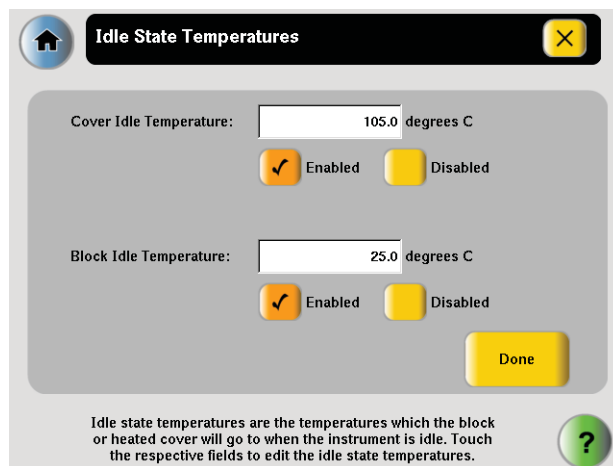 Idle State Temperatures
Cover Idle Temperature: 105.0 degrees C
Enabled Disabled
Block Idle Temperature: 25.0 degrees C
Enabled Disabled
Done
Idle state temperatures are the temperatures which the block
or heated cover will go to when the instrument is idle. Touch
the respective fields to edit the idle state temperatures.
?